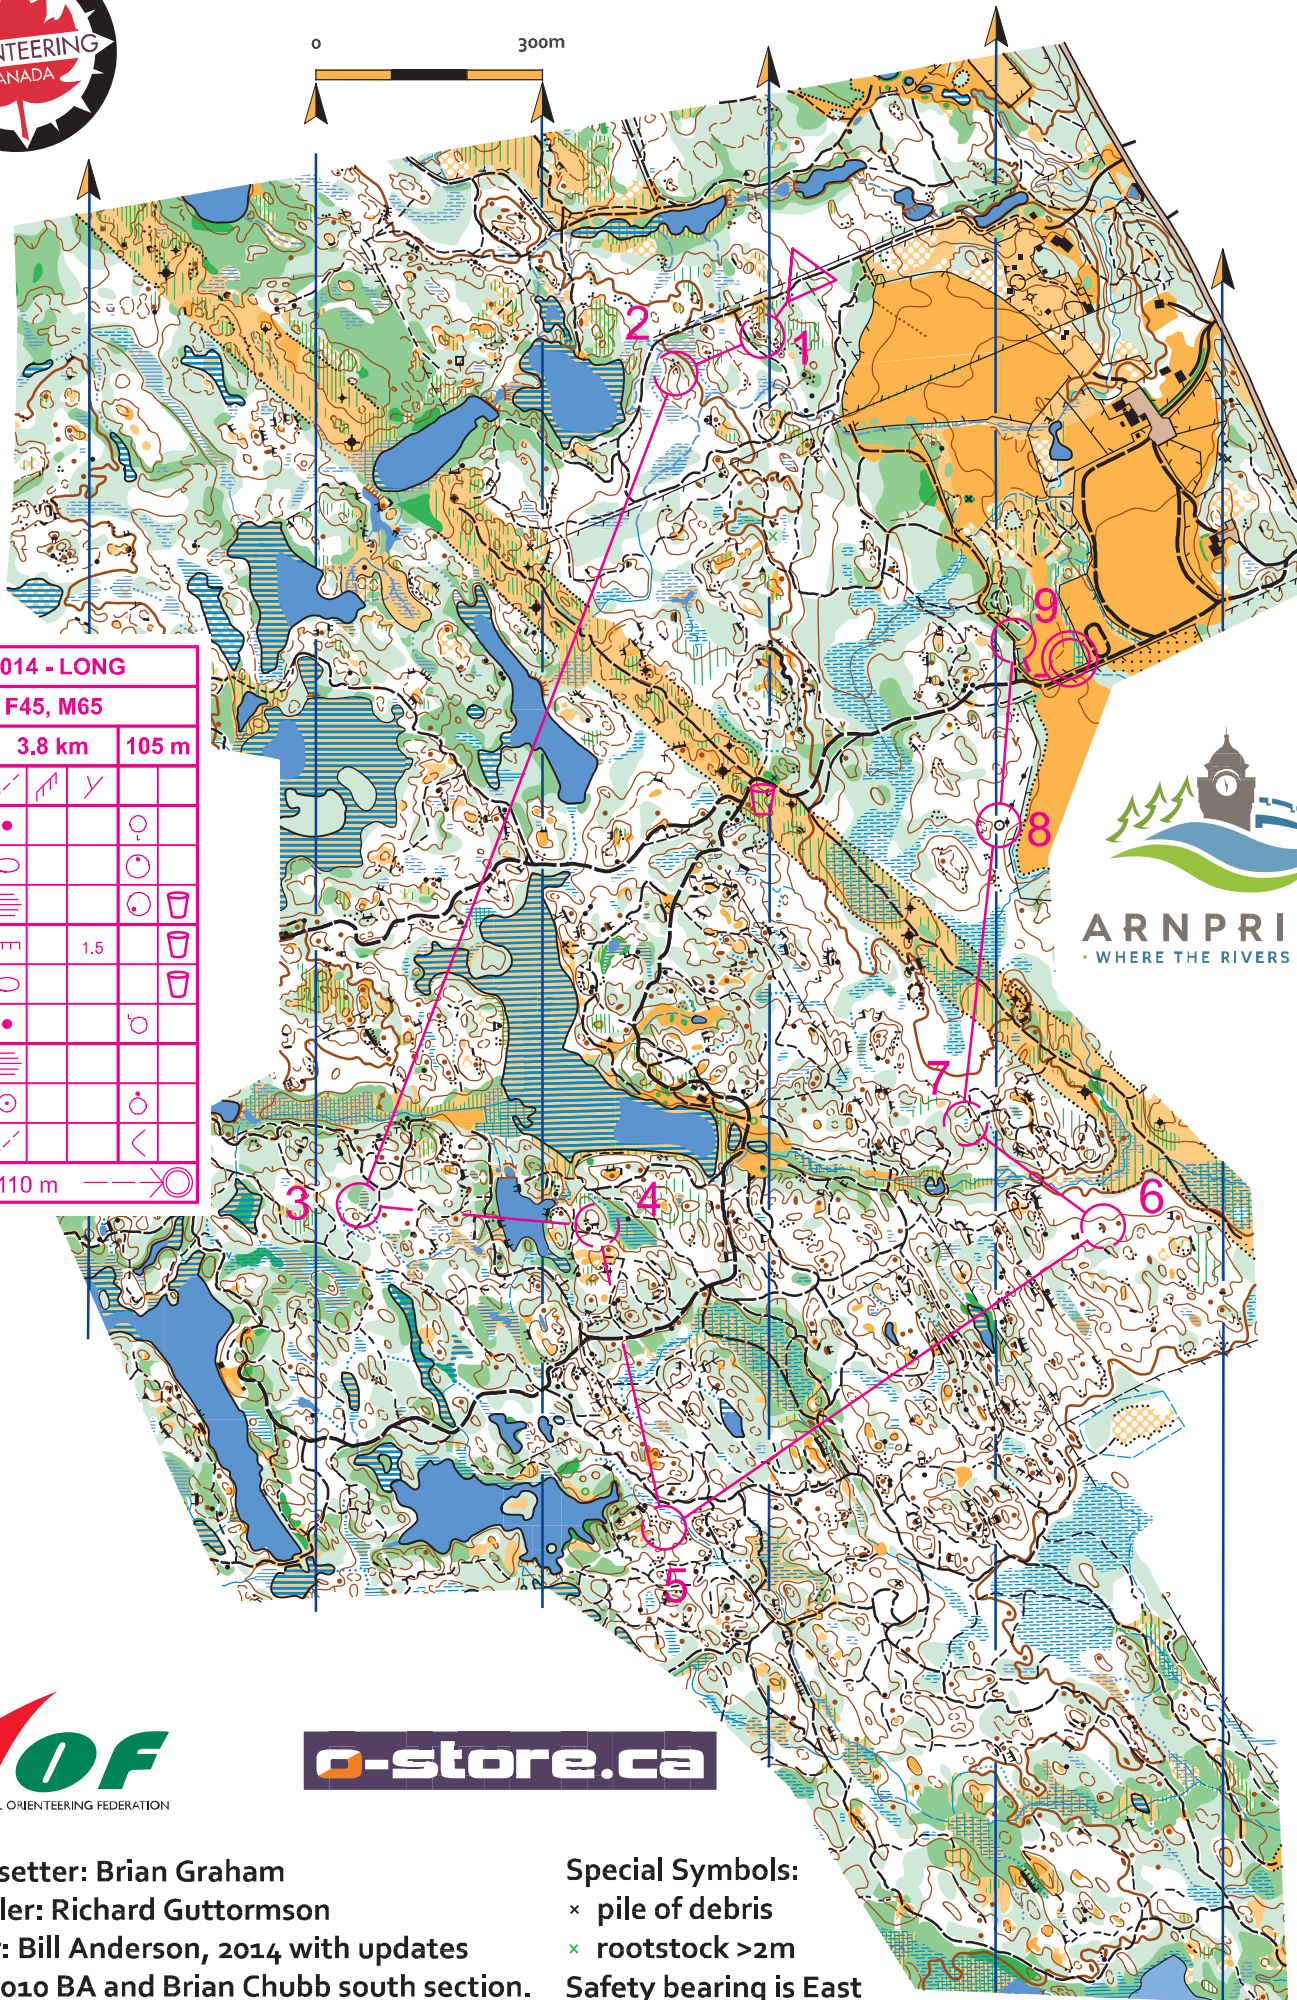 NTEERING
ANADA
0 300m
2
1
9
014 - LONG
F45, M65
3.8 km 105 m
1.5
110 m
8
ARNPRI
• WHERE THE RIVERS
7
3
4
6
5
OF
L ORIENTEERING FEDERATION
o-store.ca
setter: Brian Graham
ler: Richard Guttormson
r: Bill Anderson, 2014 with updates
2010 BA and Brian Chubb south section.
Special Symbols:
× pile of debris
× rootstock >2m
Safety bearing is East